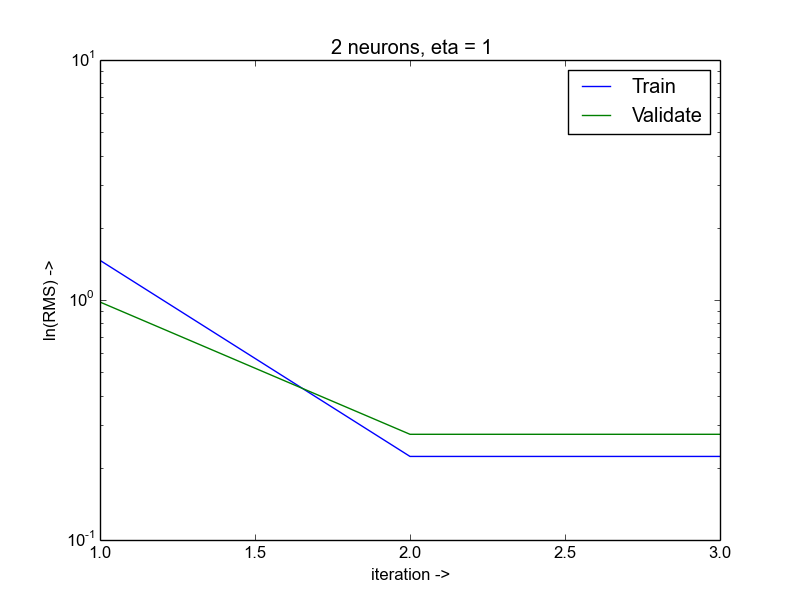 2 neurons, eta = 1
10^1
Train
Validate
ln(RMS) ->
10^0
10^-1
1.0 1.5 2.0 2.5 3.0
iteration ->